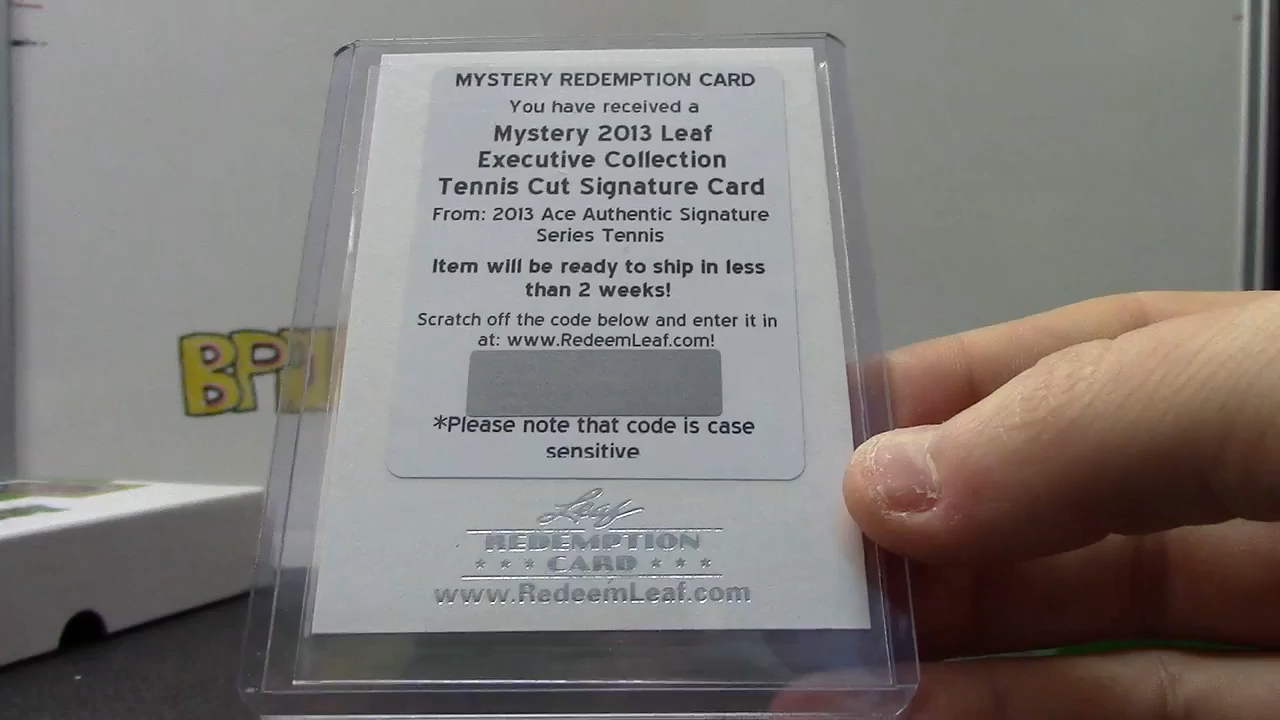 MYSTERY REDEMPTION CARD
You have received a
Mystery 2013 Leaf
Executive Collection
Tennis Cut Signature Card
From: 2013 Ace Authentic Signature
Series Tennis
Item will be ready to ship in less
than 2 weeks!
Scratch off the code below and enter it in
at: www.RedeemLeaf.com!
*Please note that code is case
sensitive
Leaf
REDEMPTION
* * * CARD * * *
www.RedeemLeaf.com